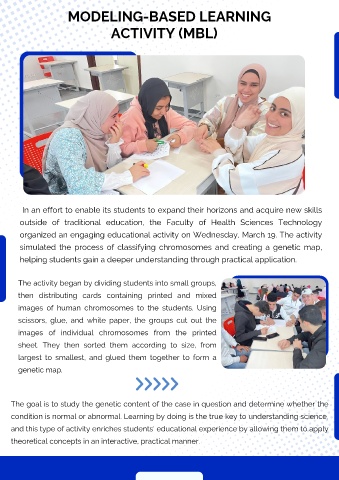 MODELING-BASED LEARNING
ACTIVITY (MBL)
In an effort to enable its students to expand their horizons and acquire new skills
outside of traditional education, the Faculty of Health Sciences Technology
organized an engaging educational activity on Wednesday, March 19. The activity
simulated the process of classifying chromosomes and creating a genetic map,
helping students gain a deeper understanding through practical application.
The activity began by dividing students into small groups,
then distributing cards containing printed and mixed
images of human chromosomes to the students. Using
scissors, glue, and white paper, the groups cut out the
images of individual chromosomes from the printed
sheet. They then sorted them according to size, from
largest to smallest, and glued them together to form a
genetic map.
The goal is to study the genetic content of the case in question and determine whether the
condition is normal or abnormal. Learning by doing is the true key to understanding science,
and this type of activity enriches students' educational experience by allowing them to apply
theoretical concepts in an interactive, practical manner.